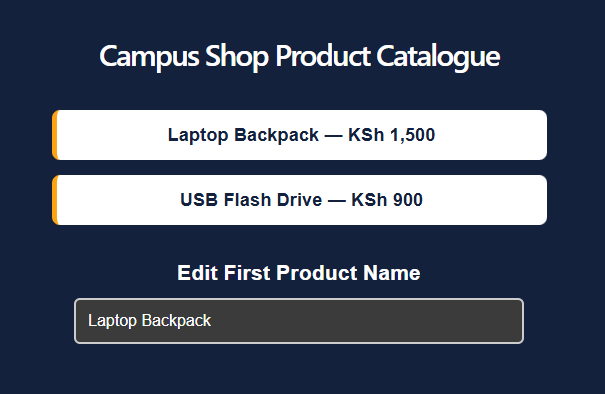 Campus Shop Product Catalogue
Laptop Backpack — KSh 1,500
USB Flash Drive — KSh 900
Edit First Product Name
Laptop Backpack